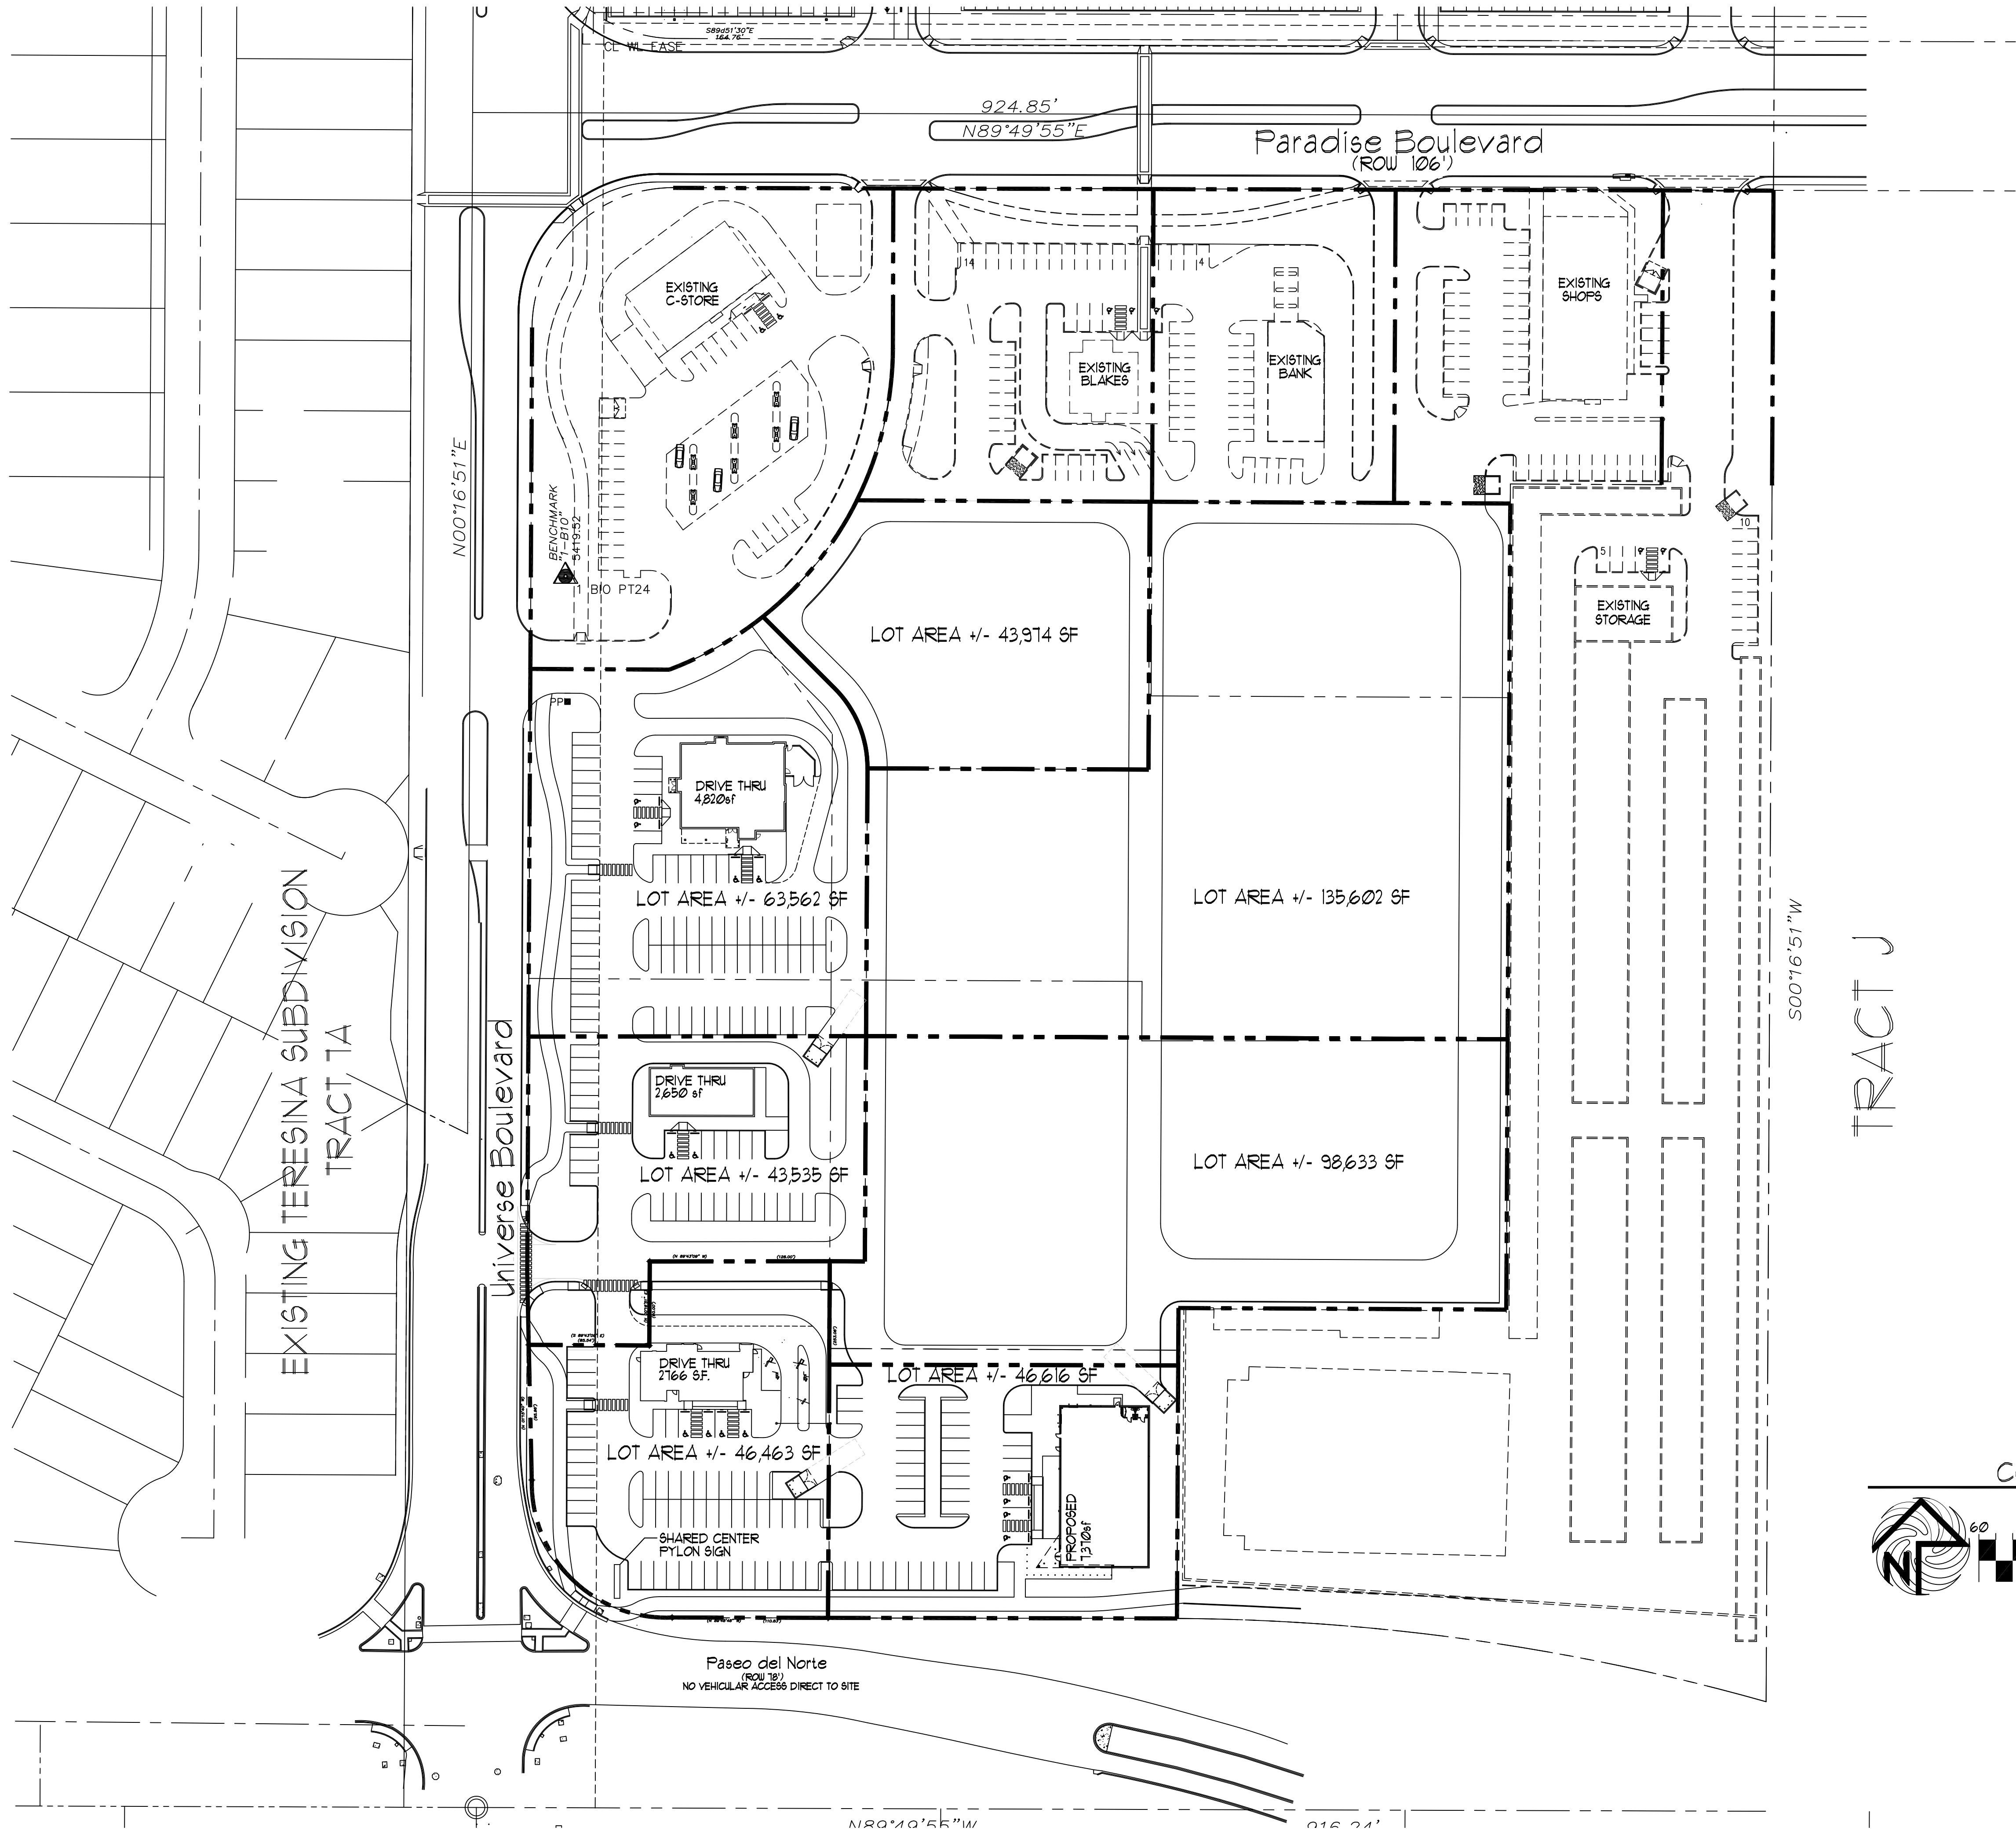 S89d51'30"E
164.76'
CL WL EASE
924.85'
N89°49'55"E
Paradise Boulevard
(ROW 106')
EXISTING
C-STORE
14
4
EXISTING
BLAKES
EXISTING
BANK
EXISTING
SHOPS
N00°16'51"E
BENCHMARK
"1-B10"
5419.52
1 B10 PT24
10
5
EXISTING
STORAGE
LOT AREA +/- 43,974 SF
PP
DRIVE THRU
4,820sf
LOT AREA +/- 63,562 SF
LOT AREA +/- 135,602 SF
S00°16'51"W
TRACT J
EXISTING TERESINA SUBDIVISION
TRACT 7A
Universe Boulevard
DRIVE THRU
2,650 sf
LOT AREA +/- 43,535 SF
LOT AREA +/- 98,633 SF
DRIVE THRU
2766 S.F.
LOT AREA +/- 46,616 SF
LOT AREA +/- 46,463 SF
PROPOSED
7,370sf
SHARED CENTER
PYLON SIGN
60
N
Paseo del Norte
(ROW 78')
NO VEHICULAR ACCESS DIRECT TO SITE
N89°49'55"W
916.24'